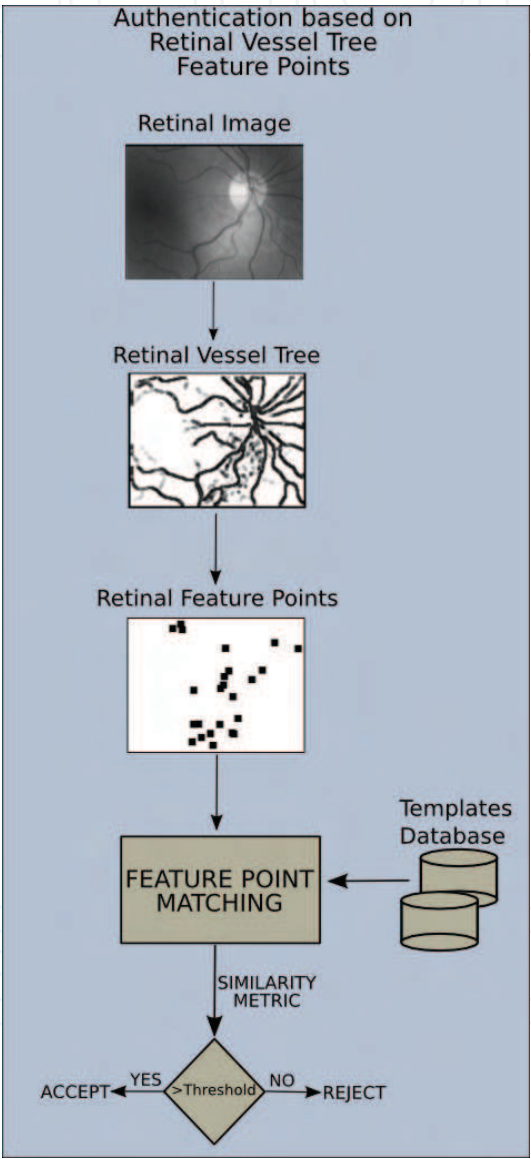 Authentication based on
Retinal Vessel Tree
Feature Points
Retinal Image
Retinal Vessel Tree
Retinal Feature Points
Templates
Database
FEATURE POINT
MATCHING
SIMILARITY
METRIC
ACCEPT YES >Threshold NO REJECT